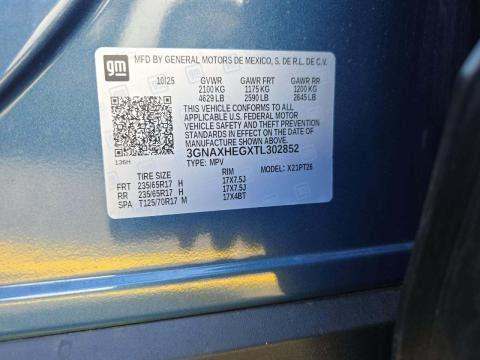 gm
MFD BY GENERAL MOTORS DE MEXICO, S. DE R.L. DE C.V.
10/25 GVWR GAWR FRT GAWR RR
2100 KG 1175 KG 1200 KG
4629 LB 2590 LB 2645 LB
THIS VEHICLE CONFORMS TO ALL
APPLICABLE U.S. FEDERAL MOTOR
VEHICLE SAFETY AND THEFT PREVENTION
STANDARDS IN EFFECT ON THE DATE OF
MANUFACTURE SHOWN ABOVE.
136H
3GNAXHEGXTL302852
TYPE: MPV MODEL: X21PT26
TIRE SIZE RIM
FRT 235/65R17 H 17X7.5J
RR 235/65R17 H 17X7.5J
SPA T125/70R17 M 17X4BT